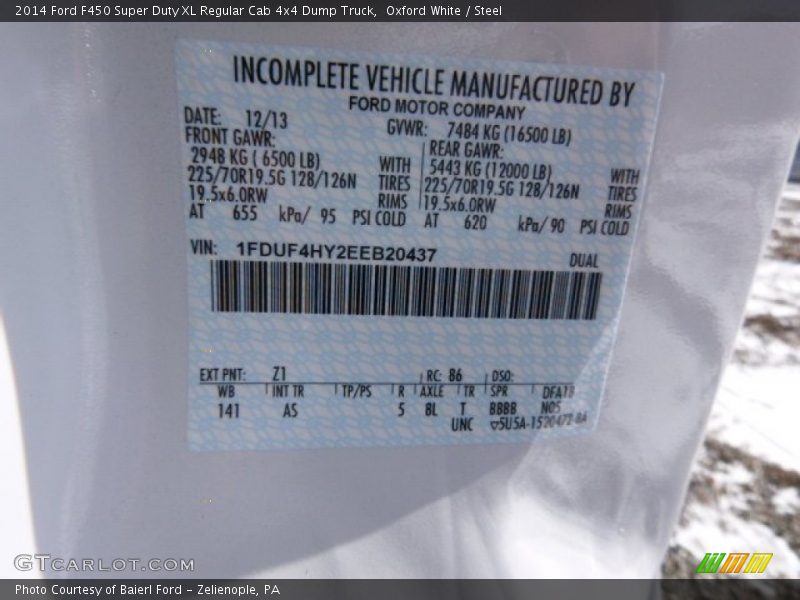 2014 Ford F450 Super Duty XL Regular Cab 4x4 Dump Truck,  Oxford White / Steel
INCOMPLETE VEHICLE MANUFACTURED BY
FORD MOTOR COMPANY
DATE: 12/13 GVWR: 7484 KG (16500 LB)
FRONT GAWR: REAR GAWR:
2948 KG ( 6500 LB) WITH 5443 KG (12000 LB) WITH
225/70R19.5G 128/126N TIRES 225/70R19.5G 128/126N TIRES
19.5x6.0RW RIMS 19.5x6.0RW RIMS
AT 655 kPa/ 95 PSI COLD AT 620 kPa/ 90 PSI COLD
VIN: 1FDUF4HY2EEB20437 DUAL
EXT PNT: Z1 RC: 86 DSO:
WB INT TR TP/PS R AXLE TR SPR DFATB
141 AS 5 8L T BBBB NOS
UNC ▽5U5A-1520472-BA
GTCARLOT.COM
Photo Courtesy of Baierl Ford – Zelienople, PA